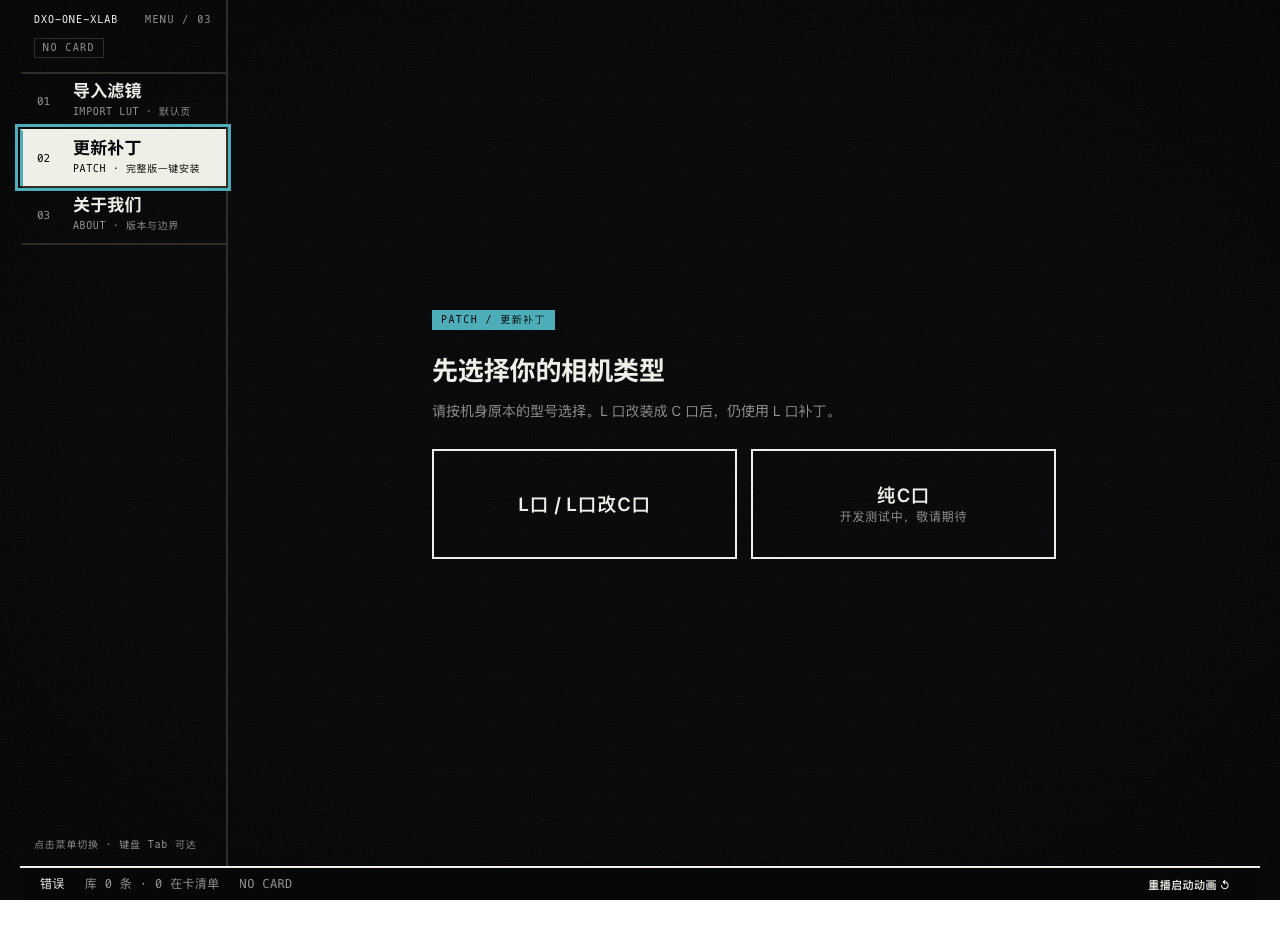 DXO-ONE-XLAB MENU / 03
NO CARD
01 导入滤镜
IMPORT LUT · 默认页
02 更新补丁
PATCH · 完整版一键安装
03 关于我们
ABOUT · 版本与边界
PATCH / 更新补丁
先选择你的相机类型
请按机身原本的型号选择。L 口改装成 C 口后，仍使用 L 口补丁。
L口 / L口改C口
纯C口
开发测试中，敬请期待
点击菜单切换 · 键盘 Tab 可达
错误 库 0 条 · 0 在卡清单 NO CARD
重播启动动画 ↺